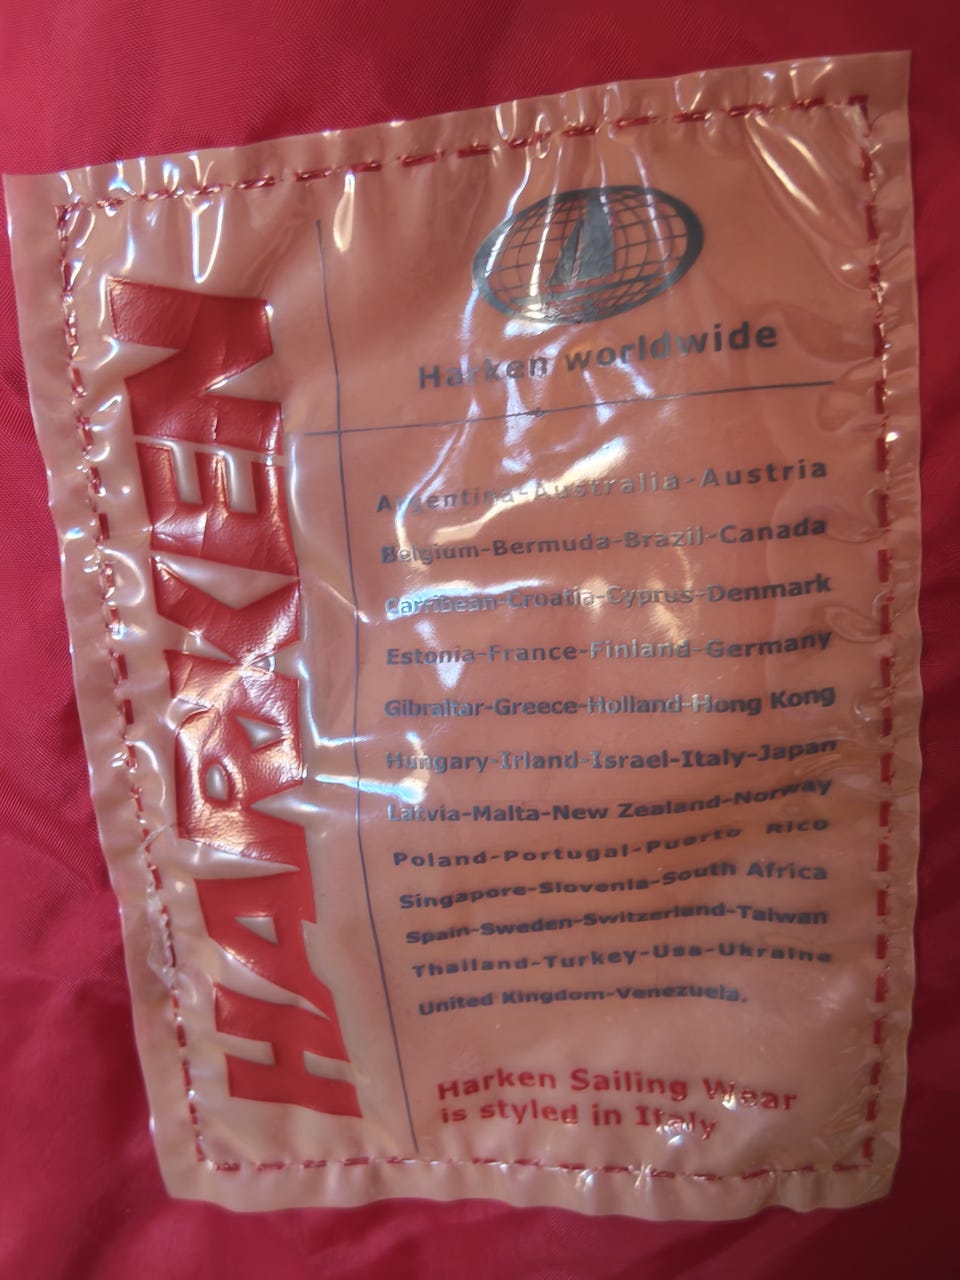 HARKEN
Harken worldwide
Argentina-Australia-Austria
Belgium-Bermuda-Brazil-Canada
Carribean-Croatia-Cyprus-Denmark
Estonia-France-Finland-Germany
Gibraltar-Greece-Holland-Hong Kong
Hungary-Irland-Israel-Italy-Japan
Latvia-Malta-New Zealand-Norway
Poland-Portugal-Puerto Rico
Singapore-Slovenia-South Africa
Spain-Sweden-Switzerland-Taiwan
Thailand-Turkey-Usa-Ukraine
United Kingdom-Venezuela.
Harken Sailing Wear
is styled in Italy